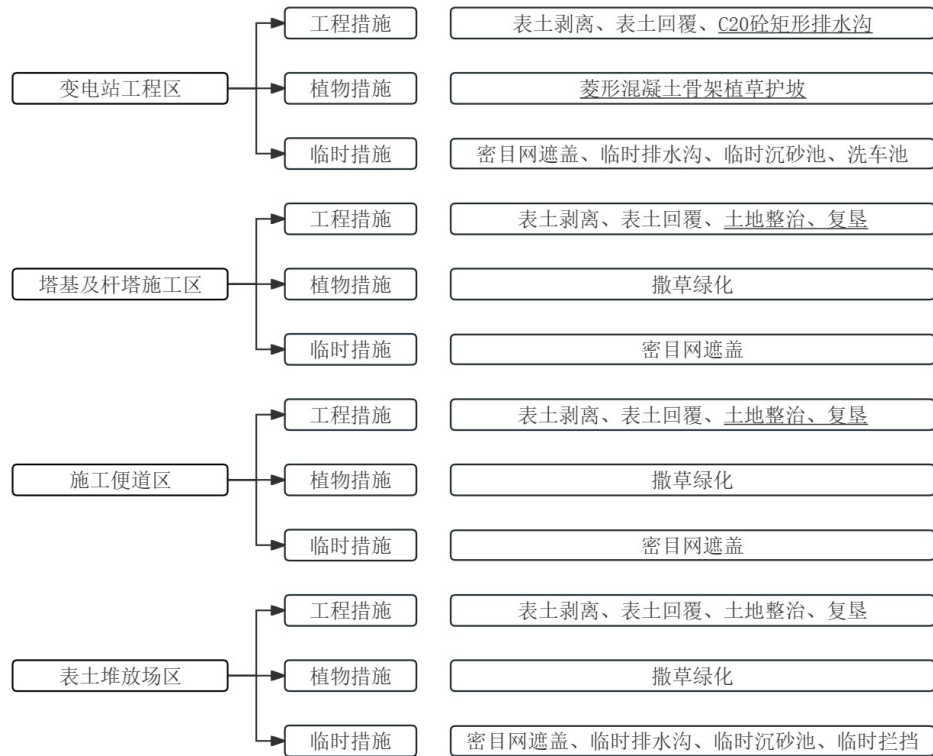 工程措施 表土剥离、表土回覆、C20砼矩形排水沟
变电站工程区 植物措施 菱形混凝土骨架植草护坡
临时措施 密目网遮盖、临时排水沟、临时沉砂池、洗车池
工程措施 表土剥离、表土回覆、土地整治、复垦
塔基及杆塔施工区 植物措施 撒草绿化
临时措施 密目网遮盖
工程措施 表土剥离、表土回覆、土地整治、复垦
施工便道区 植物措施 撒草绿化
临时措施 密目网遮盖
工程措施 表土剥离、表土回覆、土地整治、复垦
表土堆放场区 植物措施 撒草绿化
临时措施 密目网遮盖、临时排水沟、临时沉砂池、临时拦挡